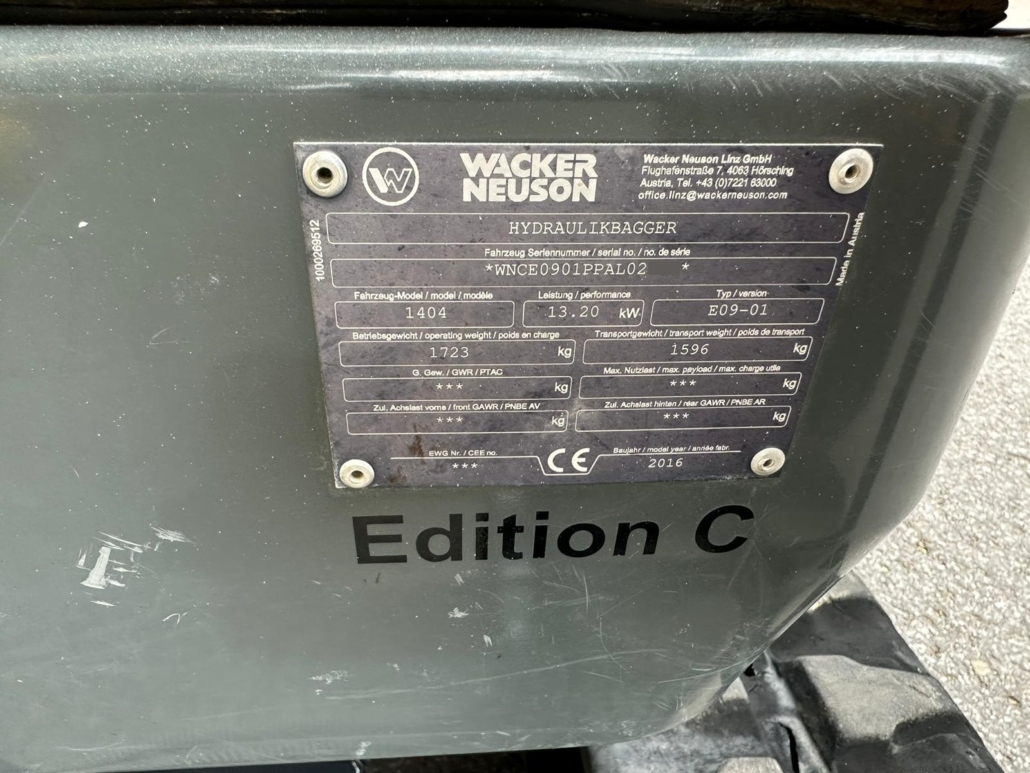 W
WACKER
NEUSON
Wacker Neuson Linz GmbH
Flughafenstraße 7, 4063 Hörsching
Austria, Tel. +43 (0)7221 63000
office.linz@wackerneuson.com
1000269512
HYDRAULIKBAGGER
Made in Austria
Fahrzeug Seriennummer / serial no. / no. de série
*WNCE0901PPAL02 *
Fahrzeug-Model / model / modèle
Leistung / performance
Typ / version
1404
13.20 kW
E09-01
Betriebsgewicht / operating weight / poids en charge
Transportgewicht / transport weight / poids de transport
1723 kg
1596 kg
G. Gew. / GWR / PTAC
Max. Nutzlast / max. payload / max. charge utile
*** kg
*** kg
Zul. Achslast vorne / front GAWR / PNBE AV
Zul. Achslast hinten / rear GAWR / PNBE AR
*** kg
*** kg
EWG Nr. / CEE no.
***
CE
Baujahr / model year / année fabr.
2016
Edition C